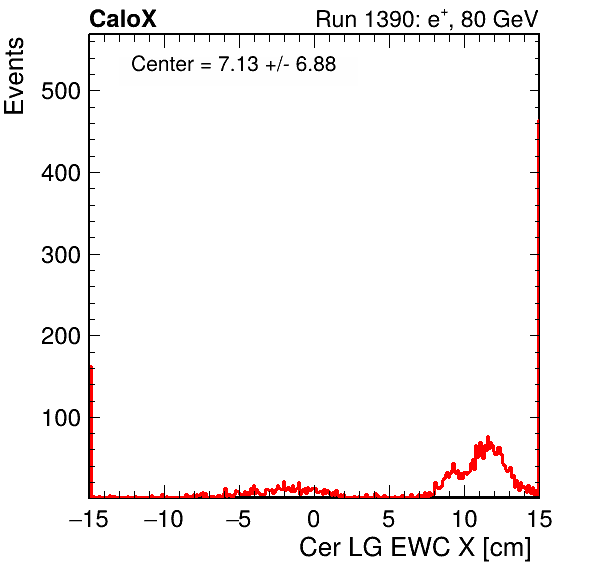 CaloX Run 1390: e⁺, 80 GeV
Center = 7.13 +/- 6.88
Events
500
400
300
200
100
−15 −10 −5 0 5 10 15
Cer LG EWC X [cm]